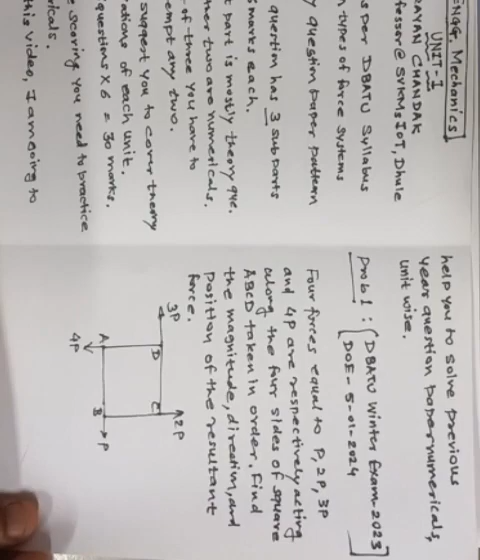 ENGG. Mechanics
UNIT-1
RAYAN CHANDAK
fesser @ SVKMs IOT, Dhule
as per DBATU Syllabus
n types of force systems
y question paper pattern
question has 3 sub parts
marks each.
t part is mostly theory que.
her two are numericals.
of three you have to
empt any two.
suggest you to cover theory
rations of each unit.
questions X 6 = 30 marks.
e scoring you need to practice
ricals.
this video, I am going to
help you to solve previous
year question paper numericals,
unit wise.
Prob 1 : [DBATU Winter Exam-2023
DOE - 5-01-2024]
Four forces equal to P, 2P, 3P
and 4P are respectively acting
along the four sides of square
ABCD taken in order. Find
the magnitude, direction, and
position of the resultant
force.
3P
D
C
2P
A
B
P
4P